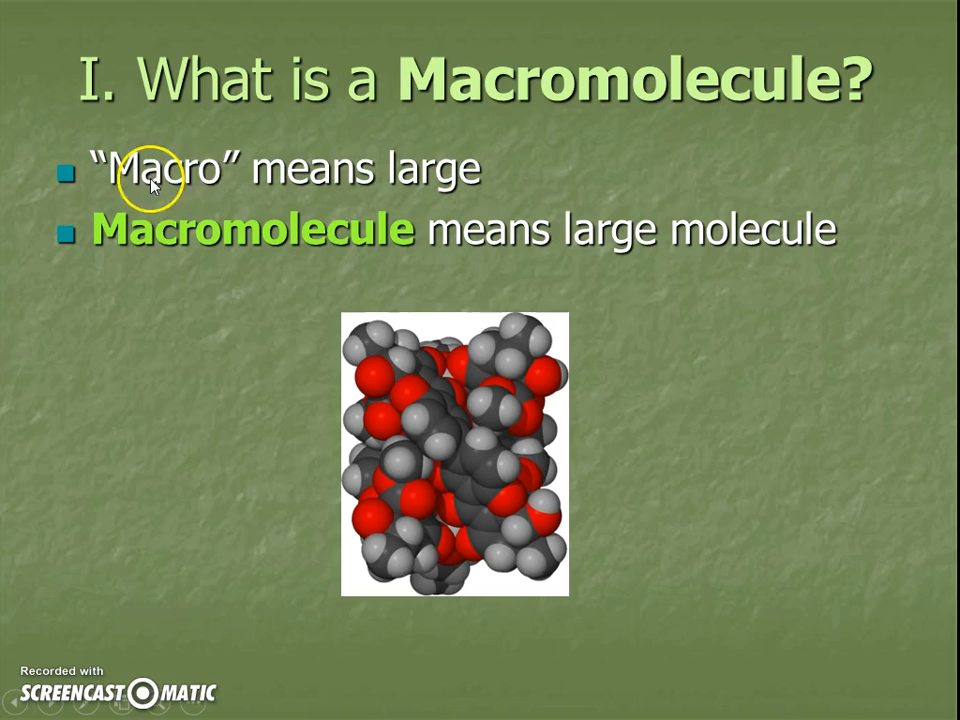 I. What is a Macromolecule?
“Macro” means large
Macromolecule means large molecule
Recorded with
SCREENCAST MATIC